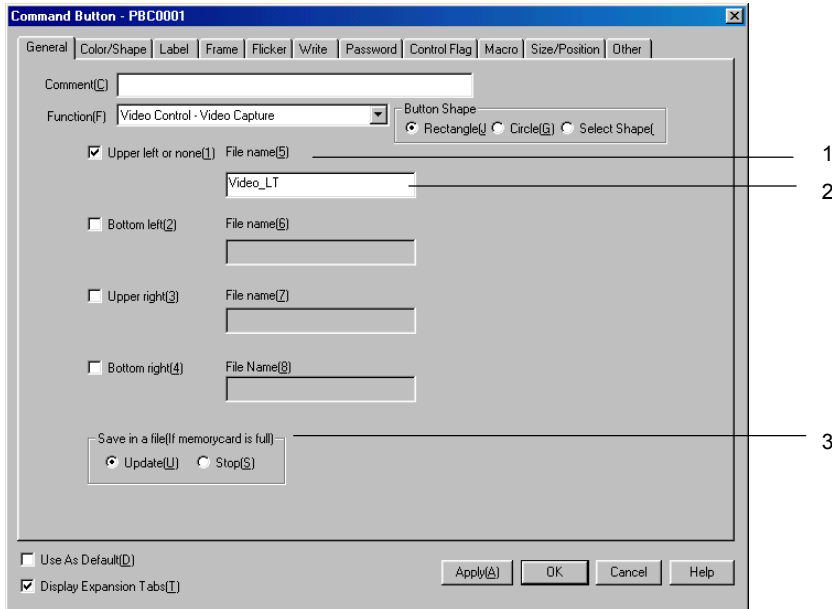 Command Button - PBC0001
General Color/Shape Label Frame Flicker Write Password Control Flag Macro Size/Position Other
Comment(C)
Function(F) Video Control - Video Capture
Button Shape
Rectangle(J Circle(G) Select Shape(
Upper left or none(1) File name(5)
1
Video_LT
2
Bottom left(2) File name(6)
Upper right(3) File name(7)
Bottom right(4) File Name(8)
Save in a file(If memorycard is full)
3
Update(U) Stop(S)
Use As Default(D)
Display Expansion Tabs(T)
Apply(A) OK Cancel Help